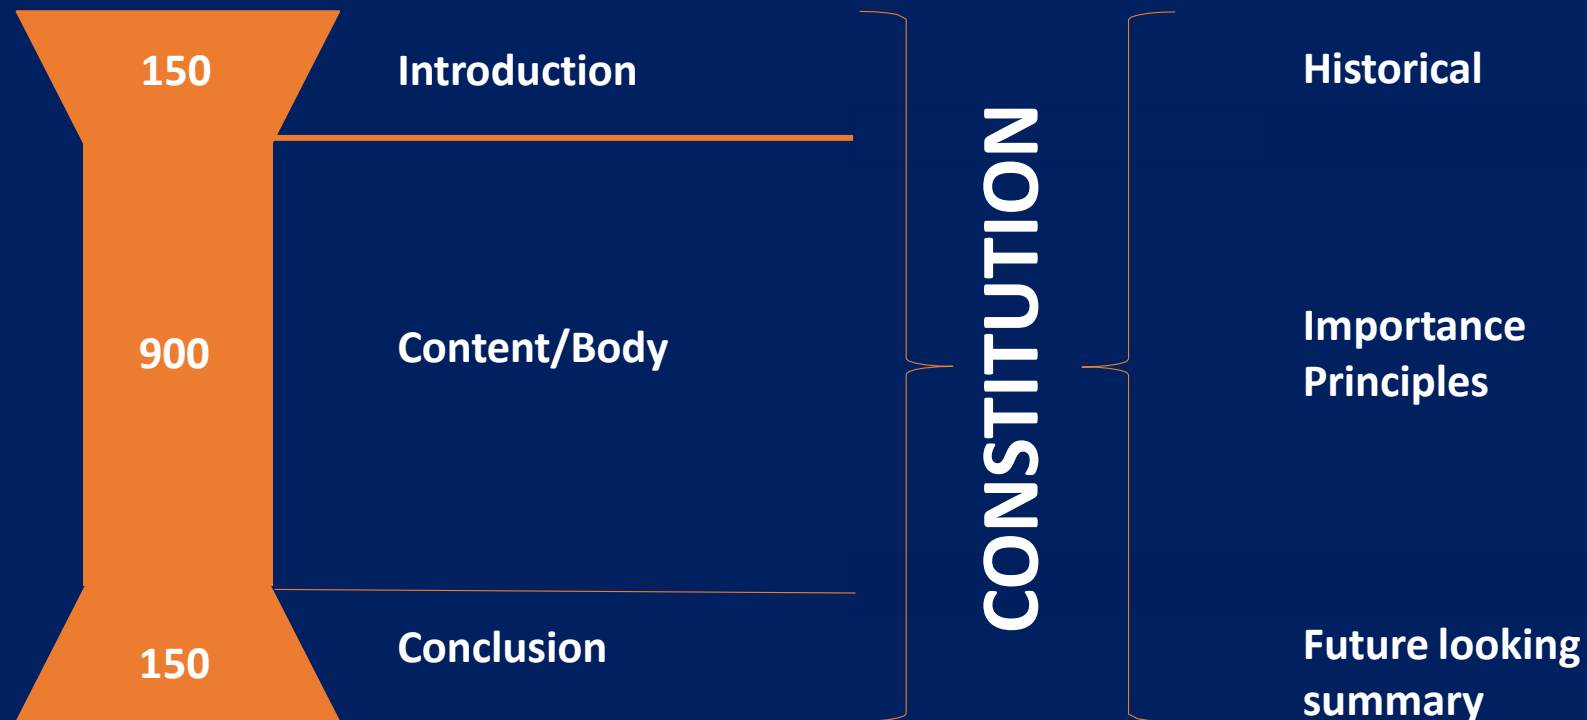 150
Introduction
Historical
900
Content/Body
CONSTITUTION
Importance
Principles
150
Conclusion
Future looking
summary